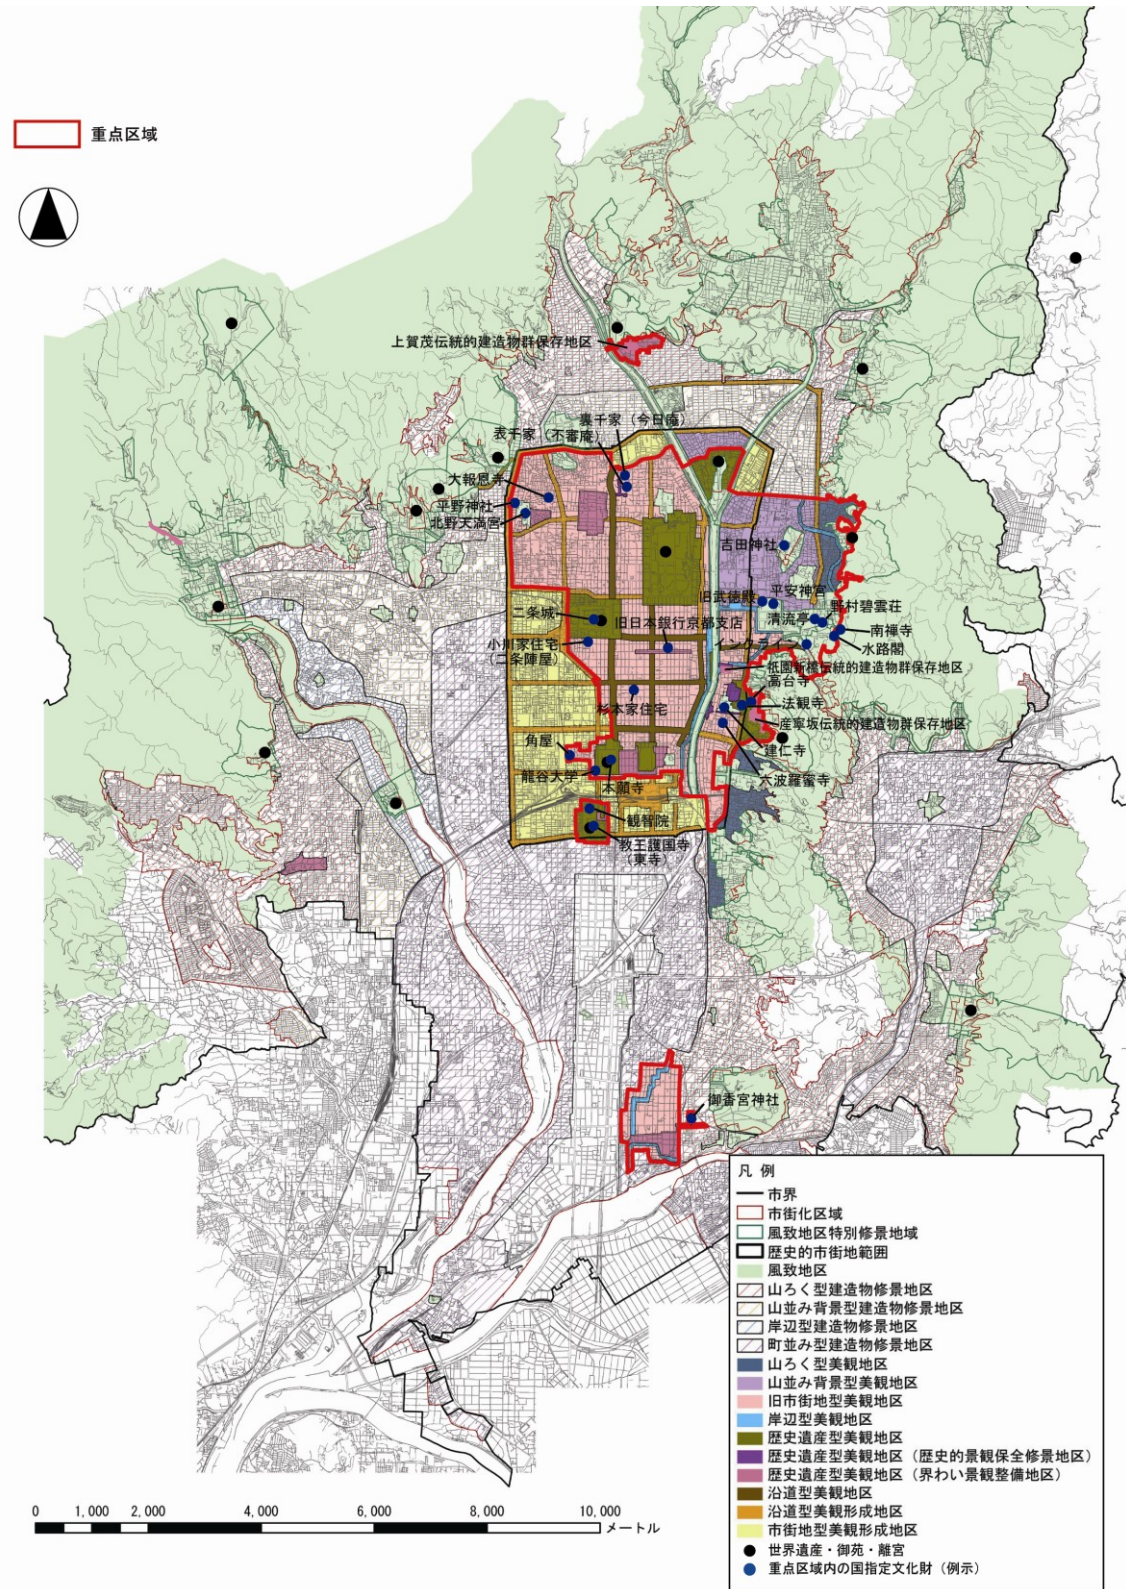 重点区域
上賀茂伝統的建造物群保存地区
裏千家（今日庵）
表千家（不審庵）
大報恩寺
平野神社
北野天満宮
吉田神社
旧武徳殿
平安神宮
野村碧雲荘
清流亭
南禅寺
二条城
旧日本銀行京都支店
インクライン
水路閣
小川家住宅
（二条陣屋）
祇園新橋伝統的建造物群保存地区
高台寺
杉本家住宅
法観寺
産寧坂伝統的建造物群保存地区
角屋
建仁寺
龍谷大学
本願寺
六波羅蜜寺
観智院
教王護国寺
（東寺）
御香宮神社
凡 例
市界
市街化区域
風致地区特別修景地域
歴史的市街地範囲
風致地区
山ろく型建造物修景地区
山並み背景型建造物修景地区
岸辺型建造物修景地区
町並み型建造物修景地区
山ろく型美観地区
山並み背景型美観地区
旧市街地型美観地区
岸辺型美観地区
歴史遺産型美観地区
歴史遺産型美観地区（歴史的景観保全修景地区）
歴史遺産型美観地区（界わい景観整備地区）
沿道型美観地区
沿道型美観形成地区
市街地型美観形成地区
世界遺産・御苑・離宮
重点区域内の国指定文化財（例示）
0 1,000 2,000 4,000 6,000 8,000 10,000
メートル